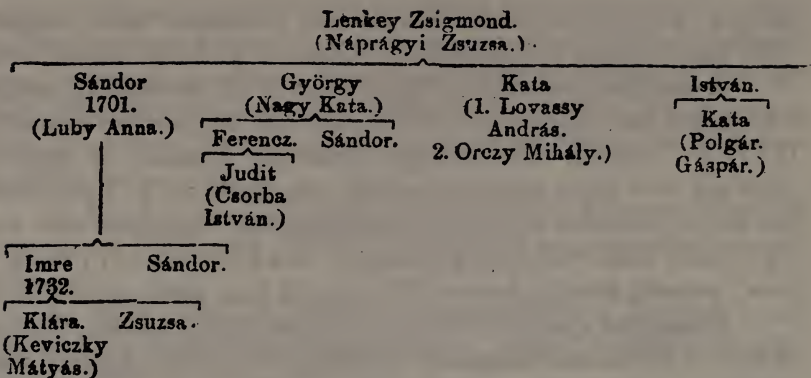 Lenkey Zsigmond.
(Náprágyi Zsuzsa.)
Sándor György Kata István.
1701. (Nagy Kata.) (1. Lovassy Kata
(Luby Anna.) András. (Polgár.
Ferencz. Sándor. 2. Orczy Mihály.) Gáspár.)
Judit
(Csorba
István.)
Imre Sándor.
1732.
Klára. Zsuzsa.
(Keviczky
Mátyás.)